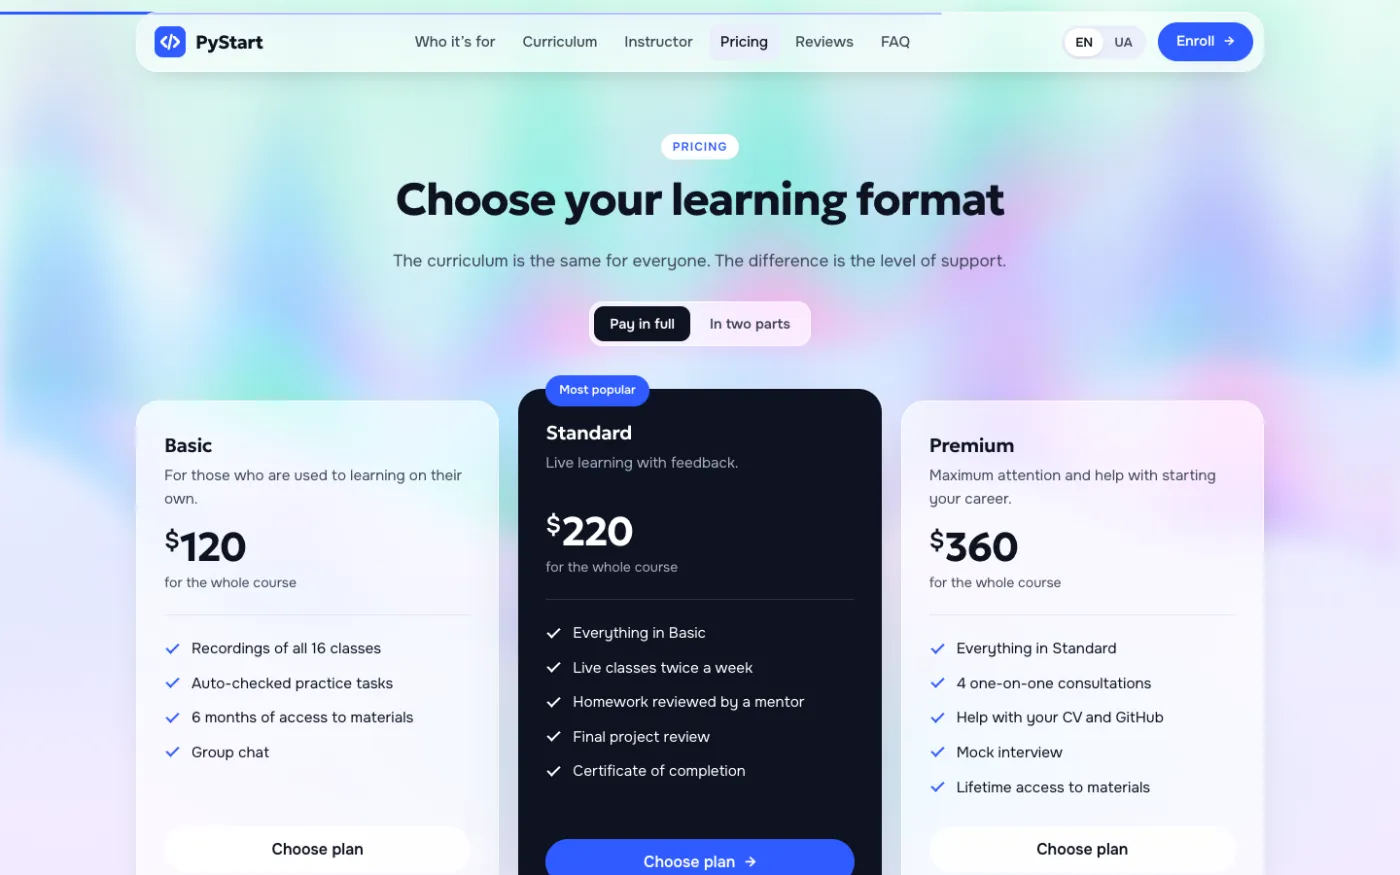 PyStart
Who it’s for
Curriculum
Instructor
Pricing
Reviews
FAQ
EN
UA
Enroll →
PRICING
Choose your learning format
The curriculum is the same for everyone. The difference is the level of support.
Pay in full
In two parts
Basic
For those who are used to learning on their
own.
$120
for the whole course
Recordings of all 16 classes
Auto-checked practice tasks
6 months of access to materials
Group chat
Choose plan
Most popular
Standard
Live learning with feedback.
$220
for the whole course
Everything in Basic
Live classes twice a week
Homework reviewed by a mentor
Final project review
Certificate of completion
Choose plan →
Premium
Maximum attention and help with starting
your career.
$360
for the whole course
Everything in Standard
4 one-on-one consultations
Help with your CV and GitHub
Mock interview
Lifetime access to materials
Choose plan